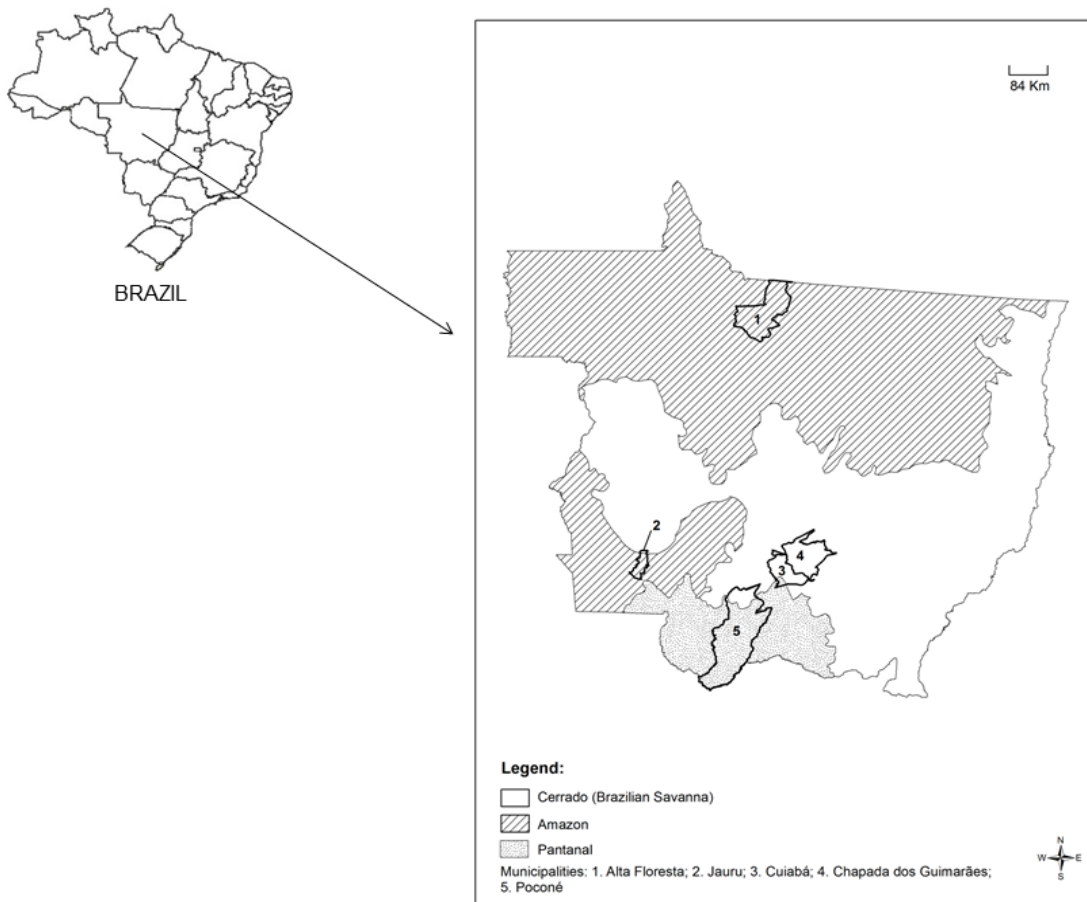 BRAZIL
84 Km
1
2
4
3
5
Legend:
Cerrado (Brazilian Savanna)
Amazon
Pantanal
Municipalities: 1. Alta Floresta; 2. Jauru; 3. Cuiabá; 4. Chapada dos Guimarães;
5. Poconé
N
W E
S